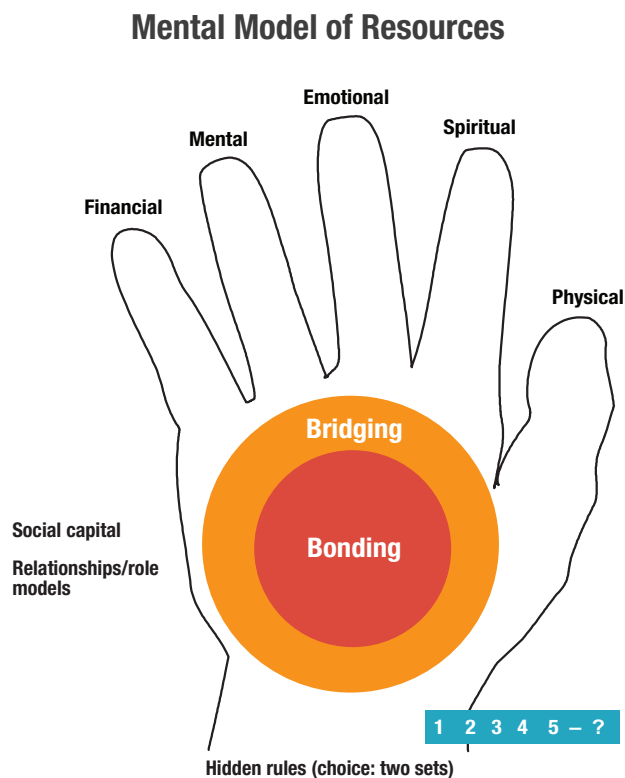 Mental Model of Resources
Emotional
Mental
Spiritual
Financial
Physical
Bridging
Bonding
Social capital
Relationships/role
models
1 2 3 4 5 – ?
Hidden rules (choice: two sets)